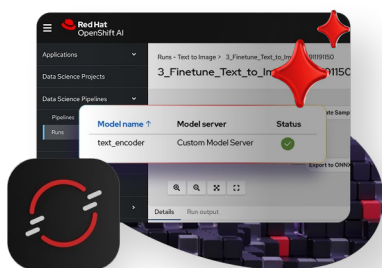 Red Hat
OpenShift AI
Applications
Data Science Projects
Data Science Pipelines
Pipelines
Runs
Runs - Text to Image >
3_Finetune_Text_to_Im
Model name ↑ Model server Status
text_encoder Custom Model Server
Export to ONNX
Details Run output